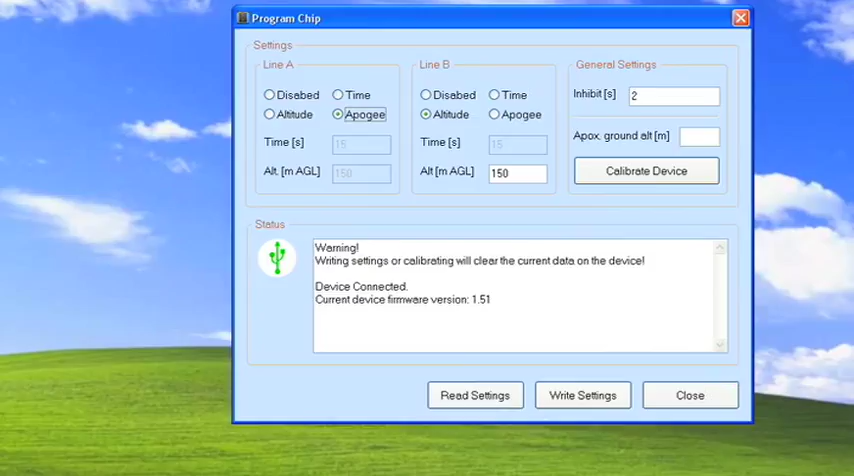 Program Chip
Settings
Line A
Disabed
Time
Altitude
Apogee
Time [s]
15
Alt. [m AGL]
150
Line B
Disabed
Time
Altitude
Apogee
Time [s]
15
Alt [m AGL]
150
General Settings
Inhibit [s]
2
Apox. ground alt [m]
Calibrate Device
Status
Warning!
Writing settings or calibrating will clear the current data on the device!
Device Connected.
Current device firmware version: 1.51
Read Settings
Write Settings
Close